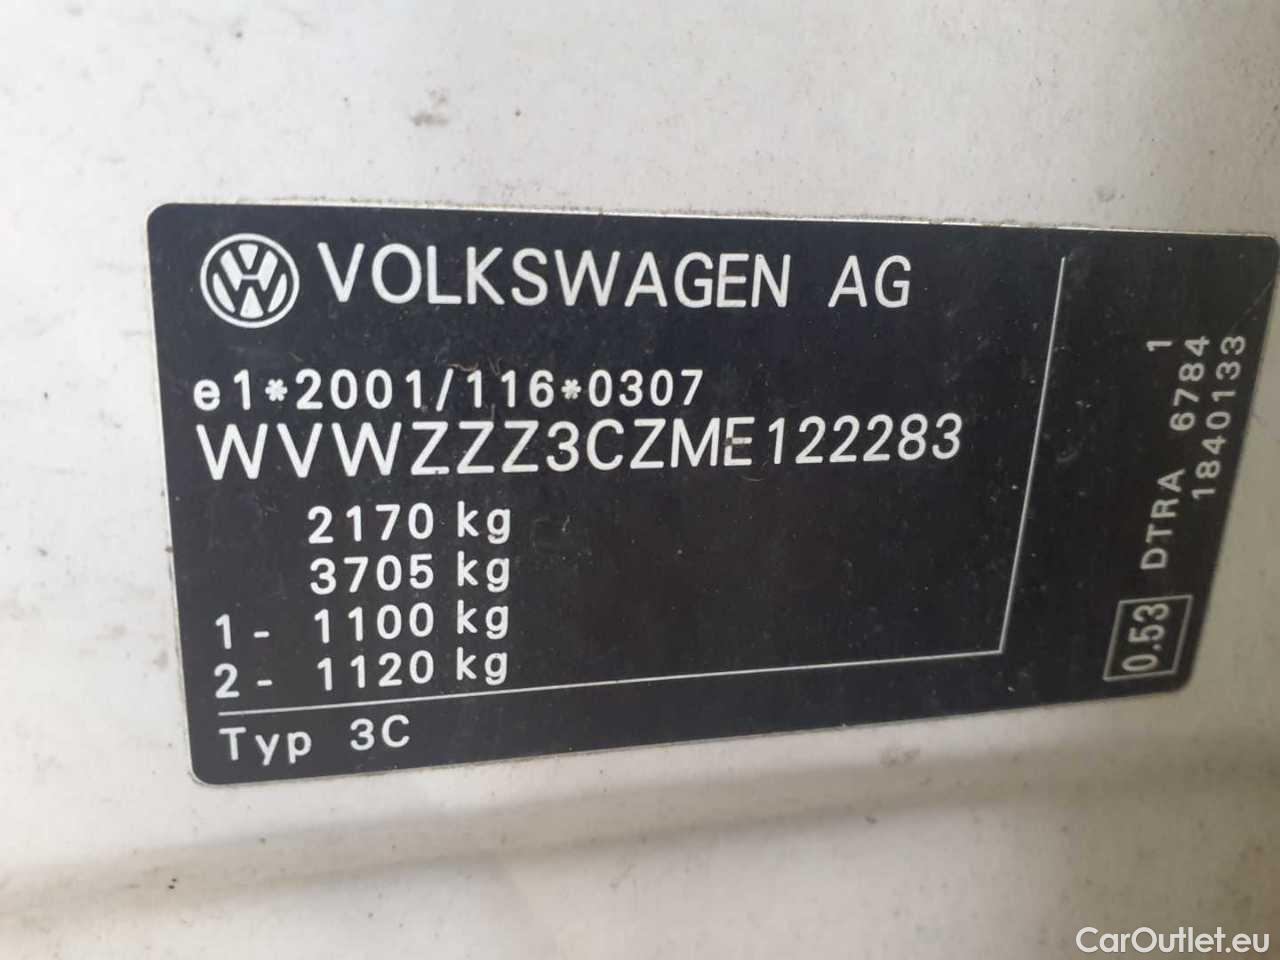 VOLKSWAGEN AG
e1*2001/116*0307
WVWZZZ3CZME122283
2170 kg
3705 kg
1- 1100 kg
2- 1120 kg
Typ 3C
0.53 DTRA 6784 1
1840133
CarOutlet.eu